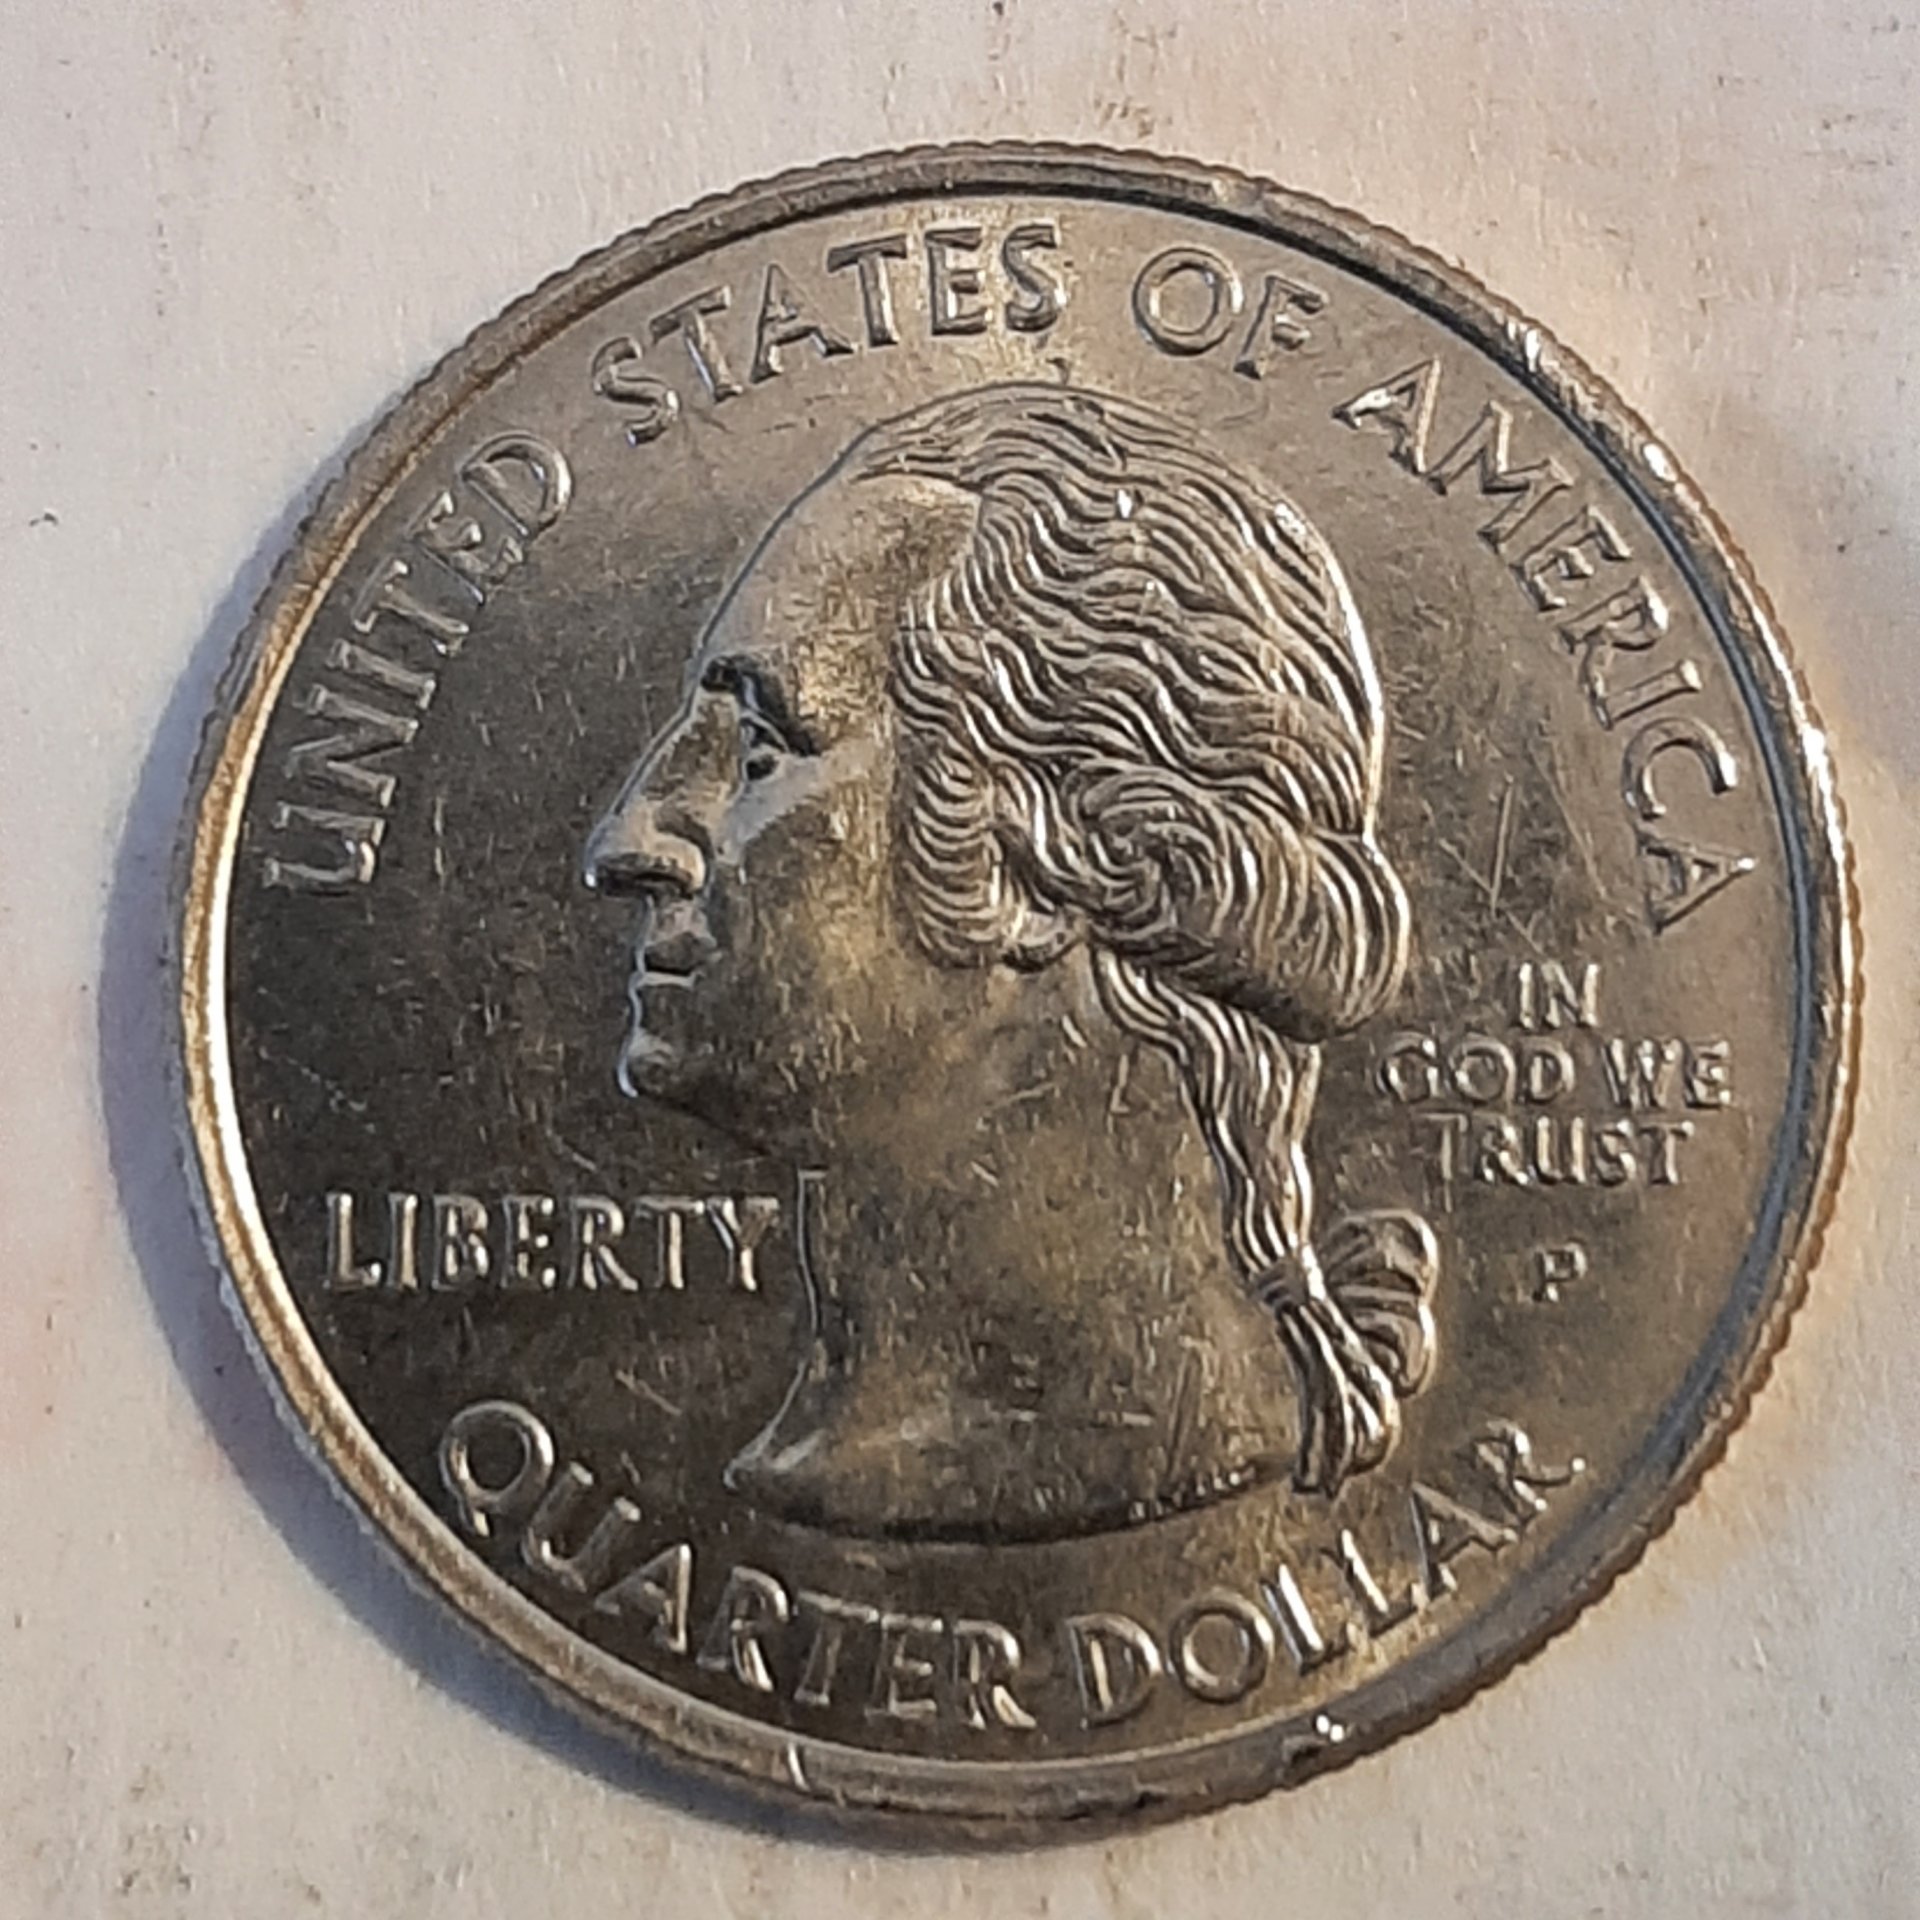 UNITED STATES OF AMERICA
LIBERTY
IN
GOD WE
TRUST
P
QUARTER DOLLAR